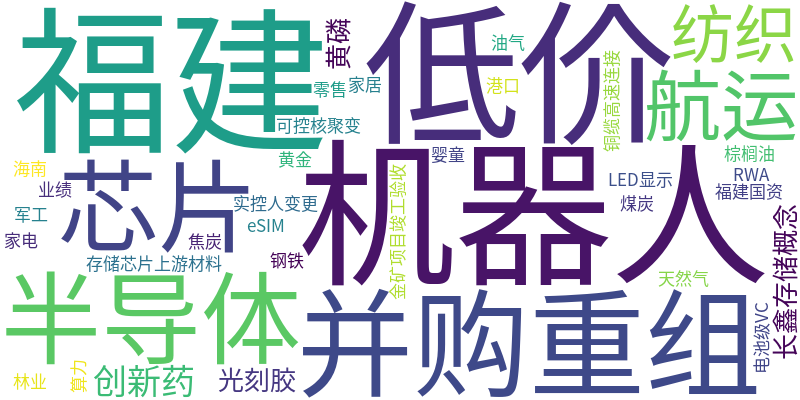 福建
低价
纺织
黄磷
油气
零售
家居
港口
铜缆高速连接
航运
可控核聚变
黄金
婴童
棕榈油
海南
业绩
芯片
机器人
LED显示
RWA
福建国资
军工
实控人变更
煤炭
家电
焦炭
eSIM
金矿项目竣工验收
长鑫存储概念
存储芯片上游材料
钢铁
天然气
半导体
并购重组
电池级VC
林业
算力
创新药
光刻胶